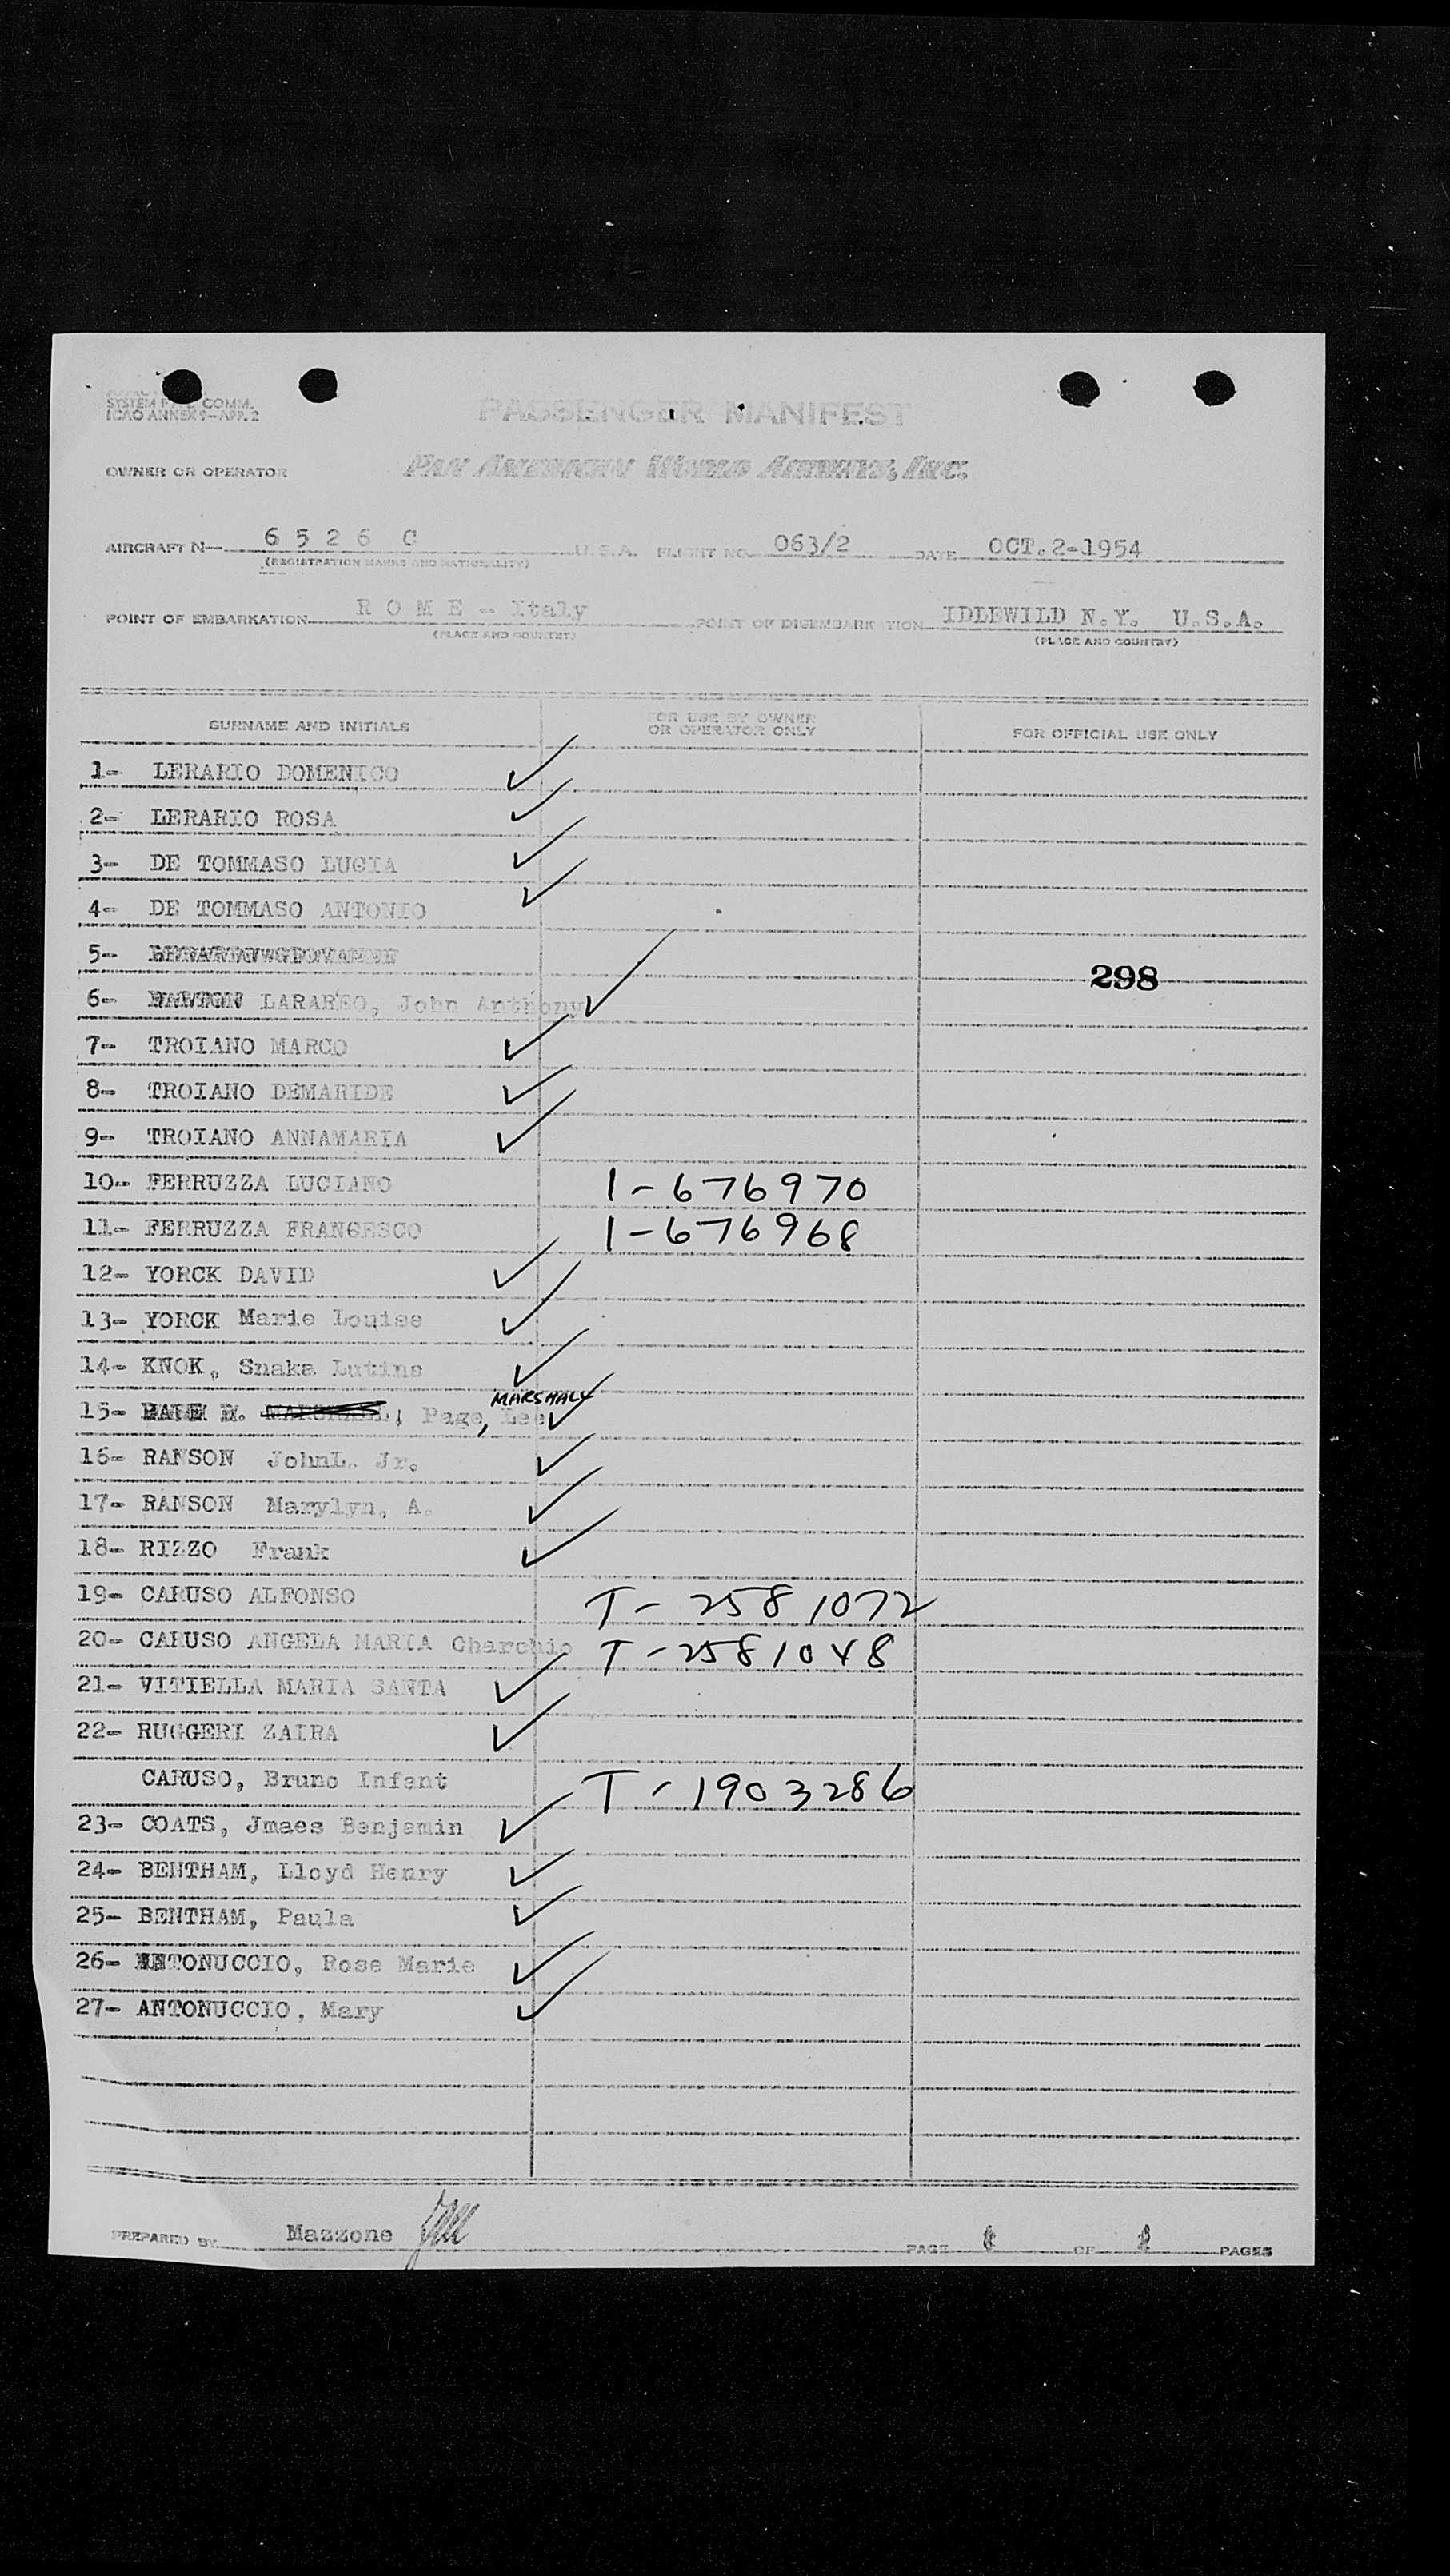 SYSTEM COMM.
ICAO ANNEX 9-APP. 2
PASSENGER MANIFEST
OWNER OR OPERATOR PAN AMERICAN WORLD AIRWAYS, INC.
AIRCRAFT N- 6 5 2 6 C U.S.A. FLIGHT NO. 063/2 DATE OCT.2-1954
(REGISTRATION MARKS AND NATIONALITY)
POINT OF EMBARKATION R O M E - Italy POINT OF DISEMBARKATION IDLEWILD N.Y. U.S.A.
(PLACE AND COUNTRY) (PLACE AND COUNTRY)
SURNAME AND INITIALS FOR USE BY OWNER OR OPERATOR ONLY FOR OFFICIAL USE ONLY
1- LERARIO DOMENICO ✓
2- LERARIO ROSA ✓
3- DE TOMMASO LUCIA ✓
4- DE TOMMASO ANTONIO ✓
5-
298
6- LARAREO, John Anthony ✓
7- TROIANO MARCO ✓
8- TROIANO DEMARIDE ✓
9- TROIANO ANNAMARIA ✓
10- FERRUZZA LUCIANO 1-676970
11- FERRUZZA FRANCESCO 1-676968
12- YORCK DAVID ✓
13- YORCK Marie Louise ✓
14- KNOK, Snaka Lutins ✓
MARSHALL
15- MARSHALL, Page, Lee ✓
16- RANSON JohnL. Jr. ✓
17- RANSON Marylyn, A. ✓
18- RIZZO Frank ✓
19- CARUSO ALFONSO T-2581072
20- CARUSO ANGELA MARIA Charchio T-2581048
21- VITIELLA MARIA SANTA ✓
22- RUGGERI ZAIRA ✓
CARUSO, Bruno Infant T-1903286
23- COATS, Jmaes Benjamin ✓
24- BENTHAM, Lloyd Henry ✓
25- BENTHAM, Paula ✓
26- ANTONUCCIO, Rose Marie ✓
27- ANTONUCCIO, Mary ✓
PREPARED BY Mazzone PAGE OF PAGES